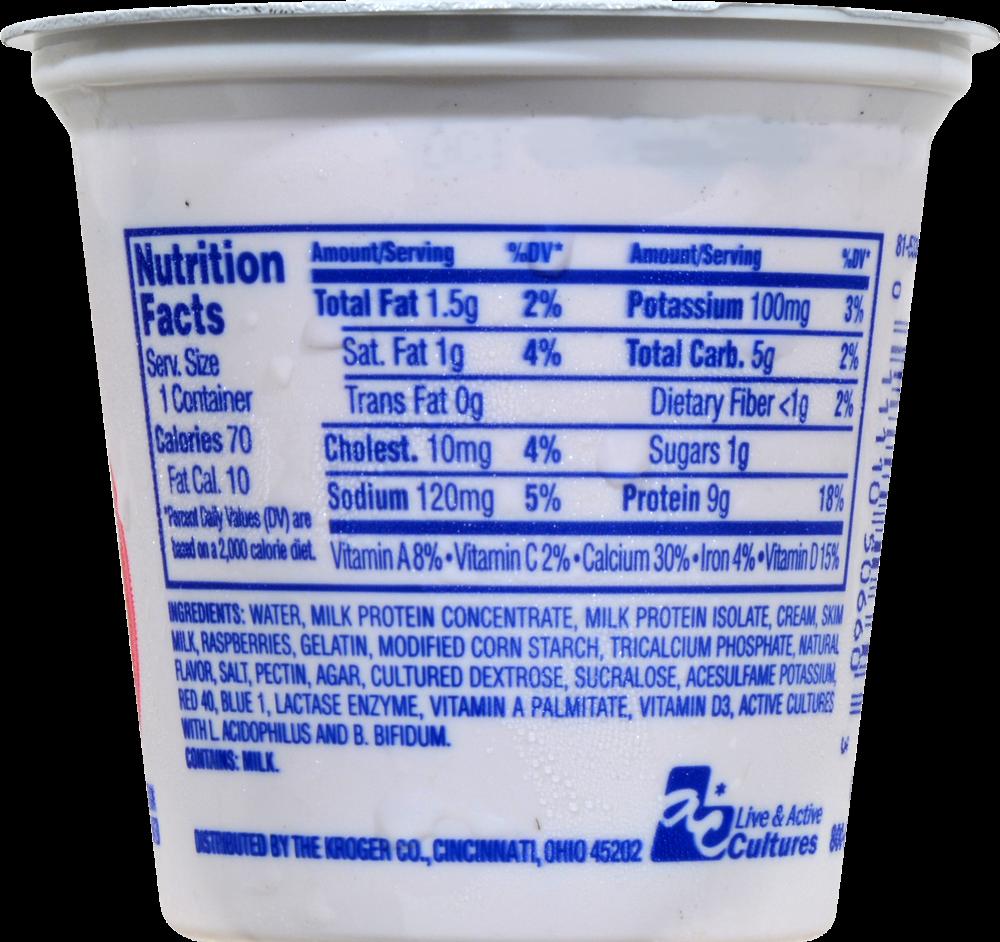 Nutrition
Facts
Serv. Size
1 Container
Calories 70
Fat Cal. 10
*Percent Daily Values (DV) are
based on a 2,000 calorie diet.
Amount/Serving %DV* Amount/Serving %DV*
Total Fat 1.5g 2% Potassium 100mg 3%
Sat. Fat 1g 4% Total Carb. 5g 2%
Trans Fat 0g Dietary Fiber <1g 2%
Cholest. 10mg 4% Sugars 1g
Sodium 120mg 5% Protein 9g 18%
Vitamin A 8% • Vitamin C 2% • Calcium 30% • Iron 4% • Vitamin D 15%
INGREDIENTS: WATER, MILK PROTEIN CONCENTRATE, MILK PROTEIN ISOLATE, CREAM, SKIM
MILK, RASPBERRIES, GELATIN, MODIFIED CORN STARCH, TRICALCIUM PHOSPHATE, NATURAL
FLAVOR, SALT, PECTIN, AGAR, CULTURED DEXTROSE, SUCRALOSE, ACESULFAME POTASSIUM,
RED 40, BLUE 1, LACTASE ENZYME, VITAMIN A PALMITATE, VITAMIN D3, ACTIVE CULTURES
WITH L. ACIDOPHILUS AND B. BIFIDUM.
CONTAINS: MILK.
DISTRIBUTED BY THE KROGER CO., CINCINNATI, OHIO 45202
ac*
Live & Active
Cultures